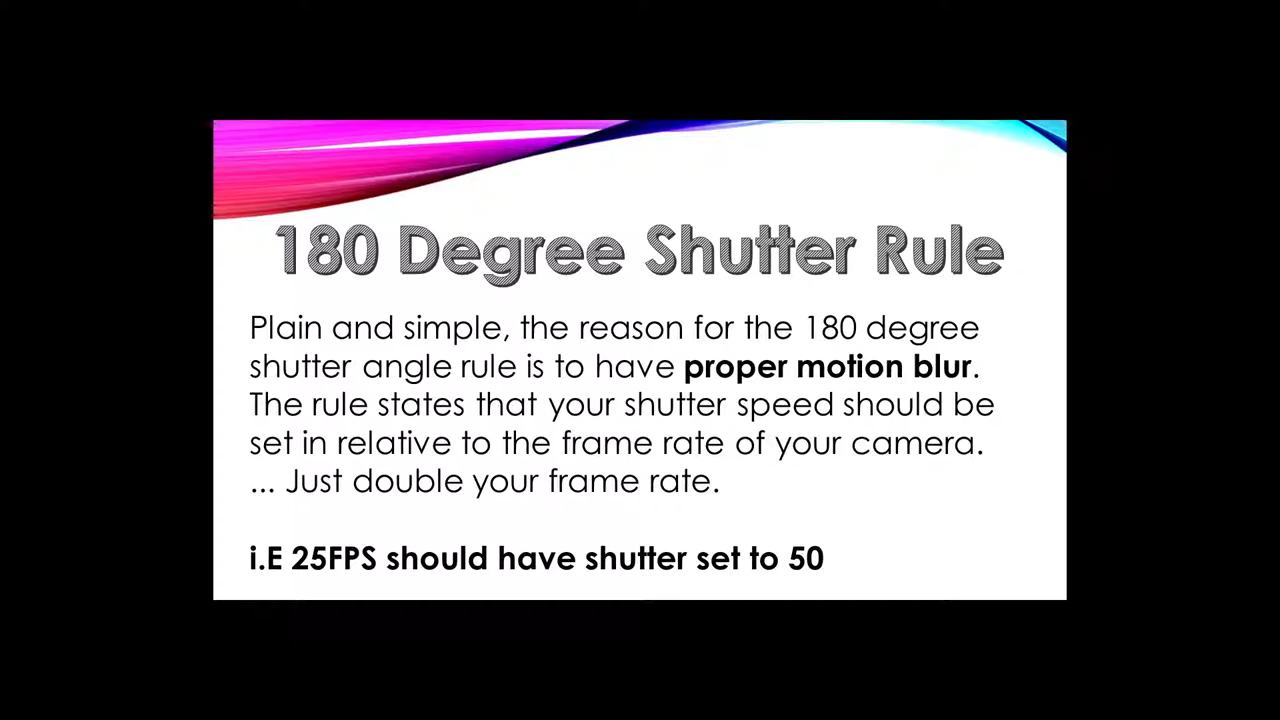 180 Degree Shutter Rule
Plain and simple, the reason for the 180 degree
shutter angle rule is to have proper motion blur.
The rule states that your shutter speed should be
set in relative to the frame rate of your camera.
... Just double your frame rate.
i.E 25FPS should have shutter set to 50